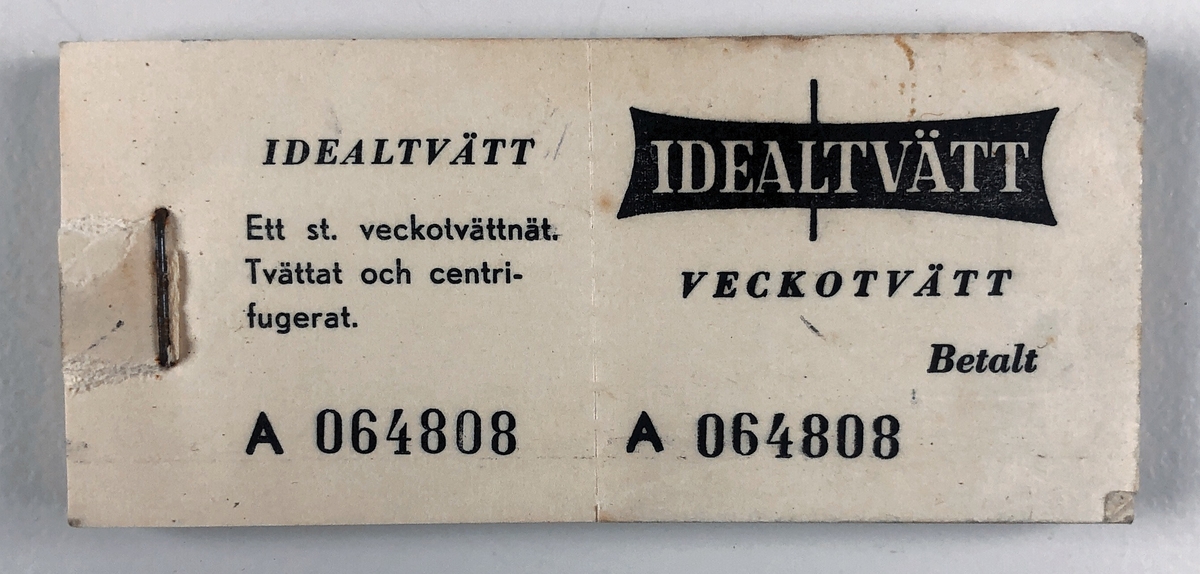 IDEALTVÄTT
Ett st. veckotvättnät.
Tvättat och centri-
fugerat.
A 064808
IDEALTVÄTT
VECKOTVÄTT
Betalt
A 064808